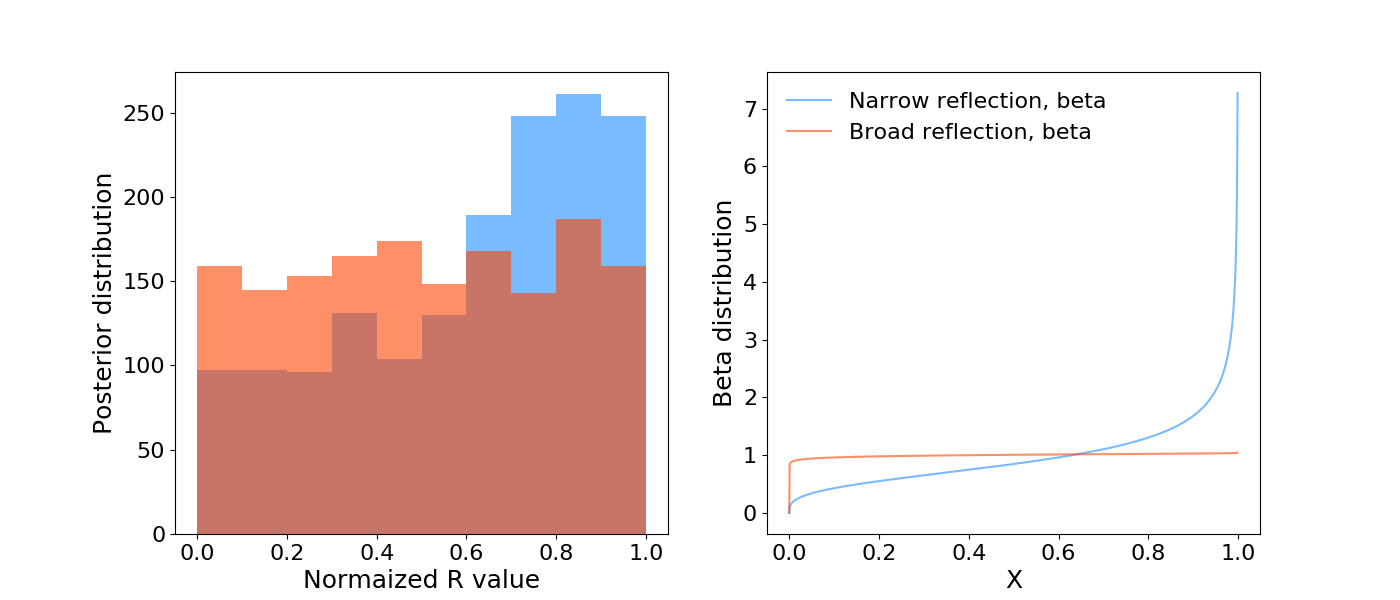 Posterior distribution
250
200
150
100
50
0
0.0 0.2 0.4 0.6 0.8 1.0
Normaized R value
Beta distribution
7
6
5
4
3
2
1
0
Narrow reflection, beta
Broad reflection, beta
0.0 0.2 0.4 0.6 0.8 1.0
X